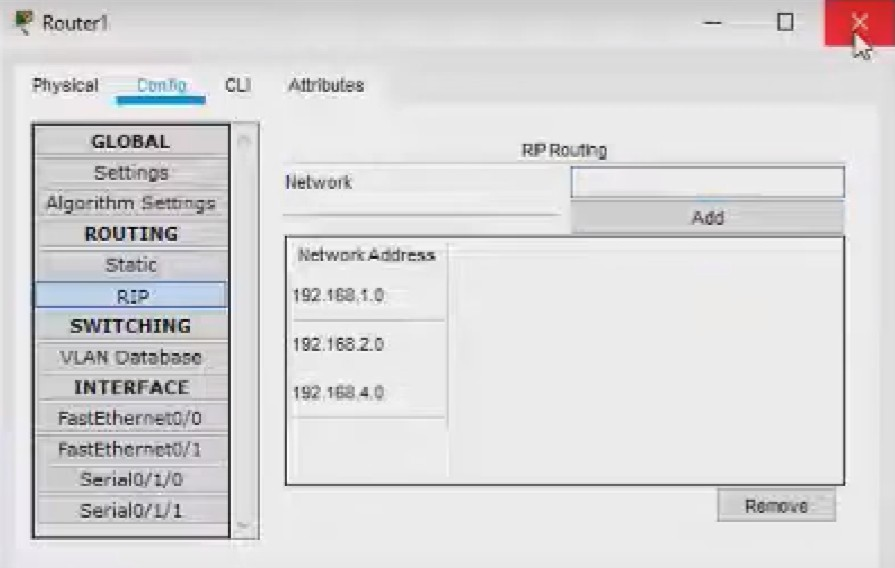 Router1
Physical Config CLI Attributes
GLOBAL
Settings
Algorithm Settings
ROUTING
Static
RIP
SWITCHING
VLAN Database
INTERFACE
FastEthernet0/0
FastEthernet0/1
Serial0/1/0
Serial0/1/1
RIP Routing
Network
Add
Network Address
192.168.1.0
192.168.2.0
192.168.4.0
Remove